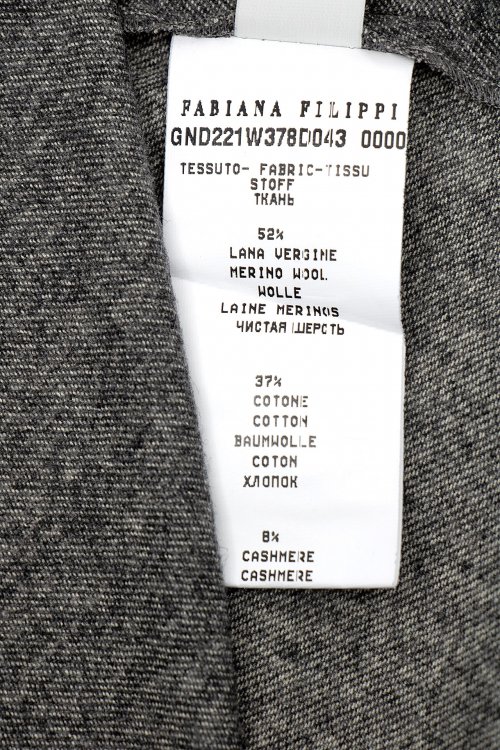 FABIANA FILIPPI
GND221W378D043 0000
TESSUTO- FABRIC-TISSU
STOFF
ТКАНЬ
52%
LANA VERGINE
MERINO WOOL
WOLLE
LAINE MERINOS
ЧИСТАЯ ШЕРСТЬ
37%
COTONE
COTTON
BAUMWOLLE
COTON
ХЛОПОК
8%
CASHMERE
CASHMERE